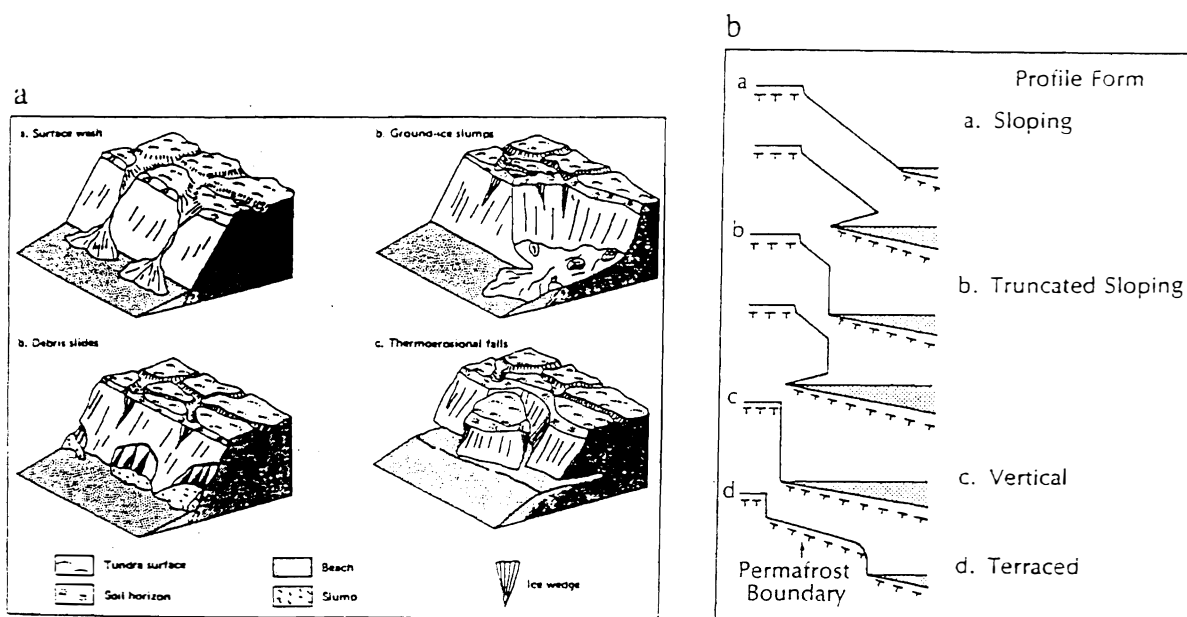 a
a. Surface wash
b. Ground-ice slumps
b. Debris slides
c. Thermoerosional falls
Tundra surface
Soil horizon
Beach
Slump
Ice wedge
b
Profile Form
a
a. Sloping
b
b. Truncated Sloping
c
c. Vertical
d
d. Terraced
Permafrost
Boundary